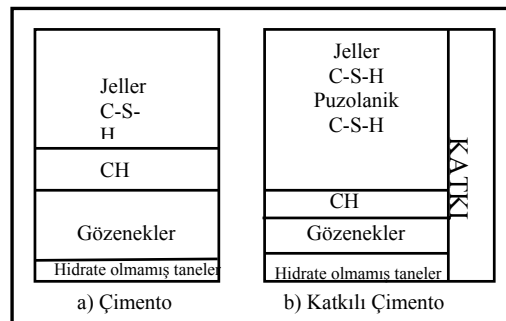 Jeller
C-S-
H
CH
Gözenekler
Hidrate olmamış taneler
a) Çimento
Jeller
C-S-H
Puzolanik
C-S-H
CH
Gözenekler
Hidrate olmamış taneler
KATKI
b) Katkılı Çimento